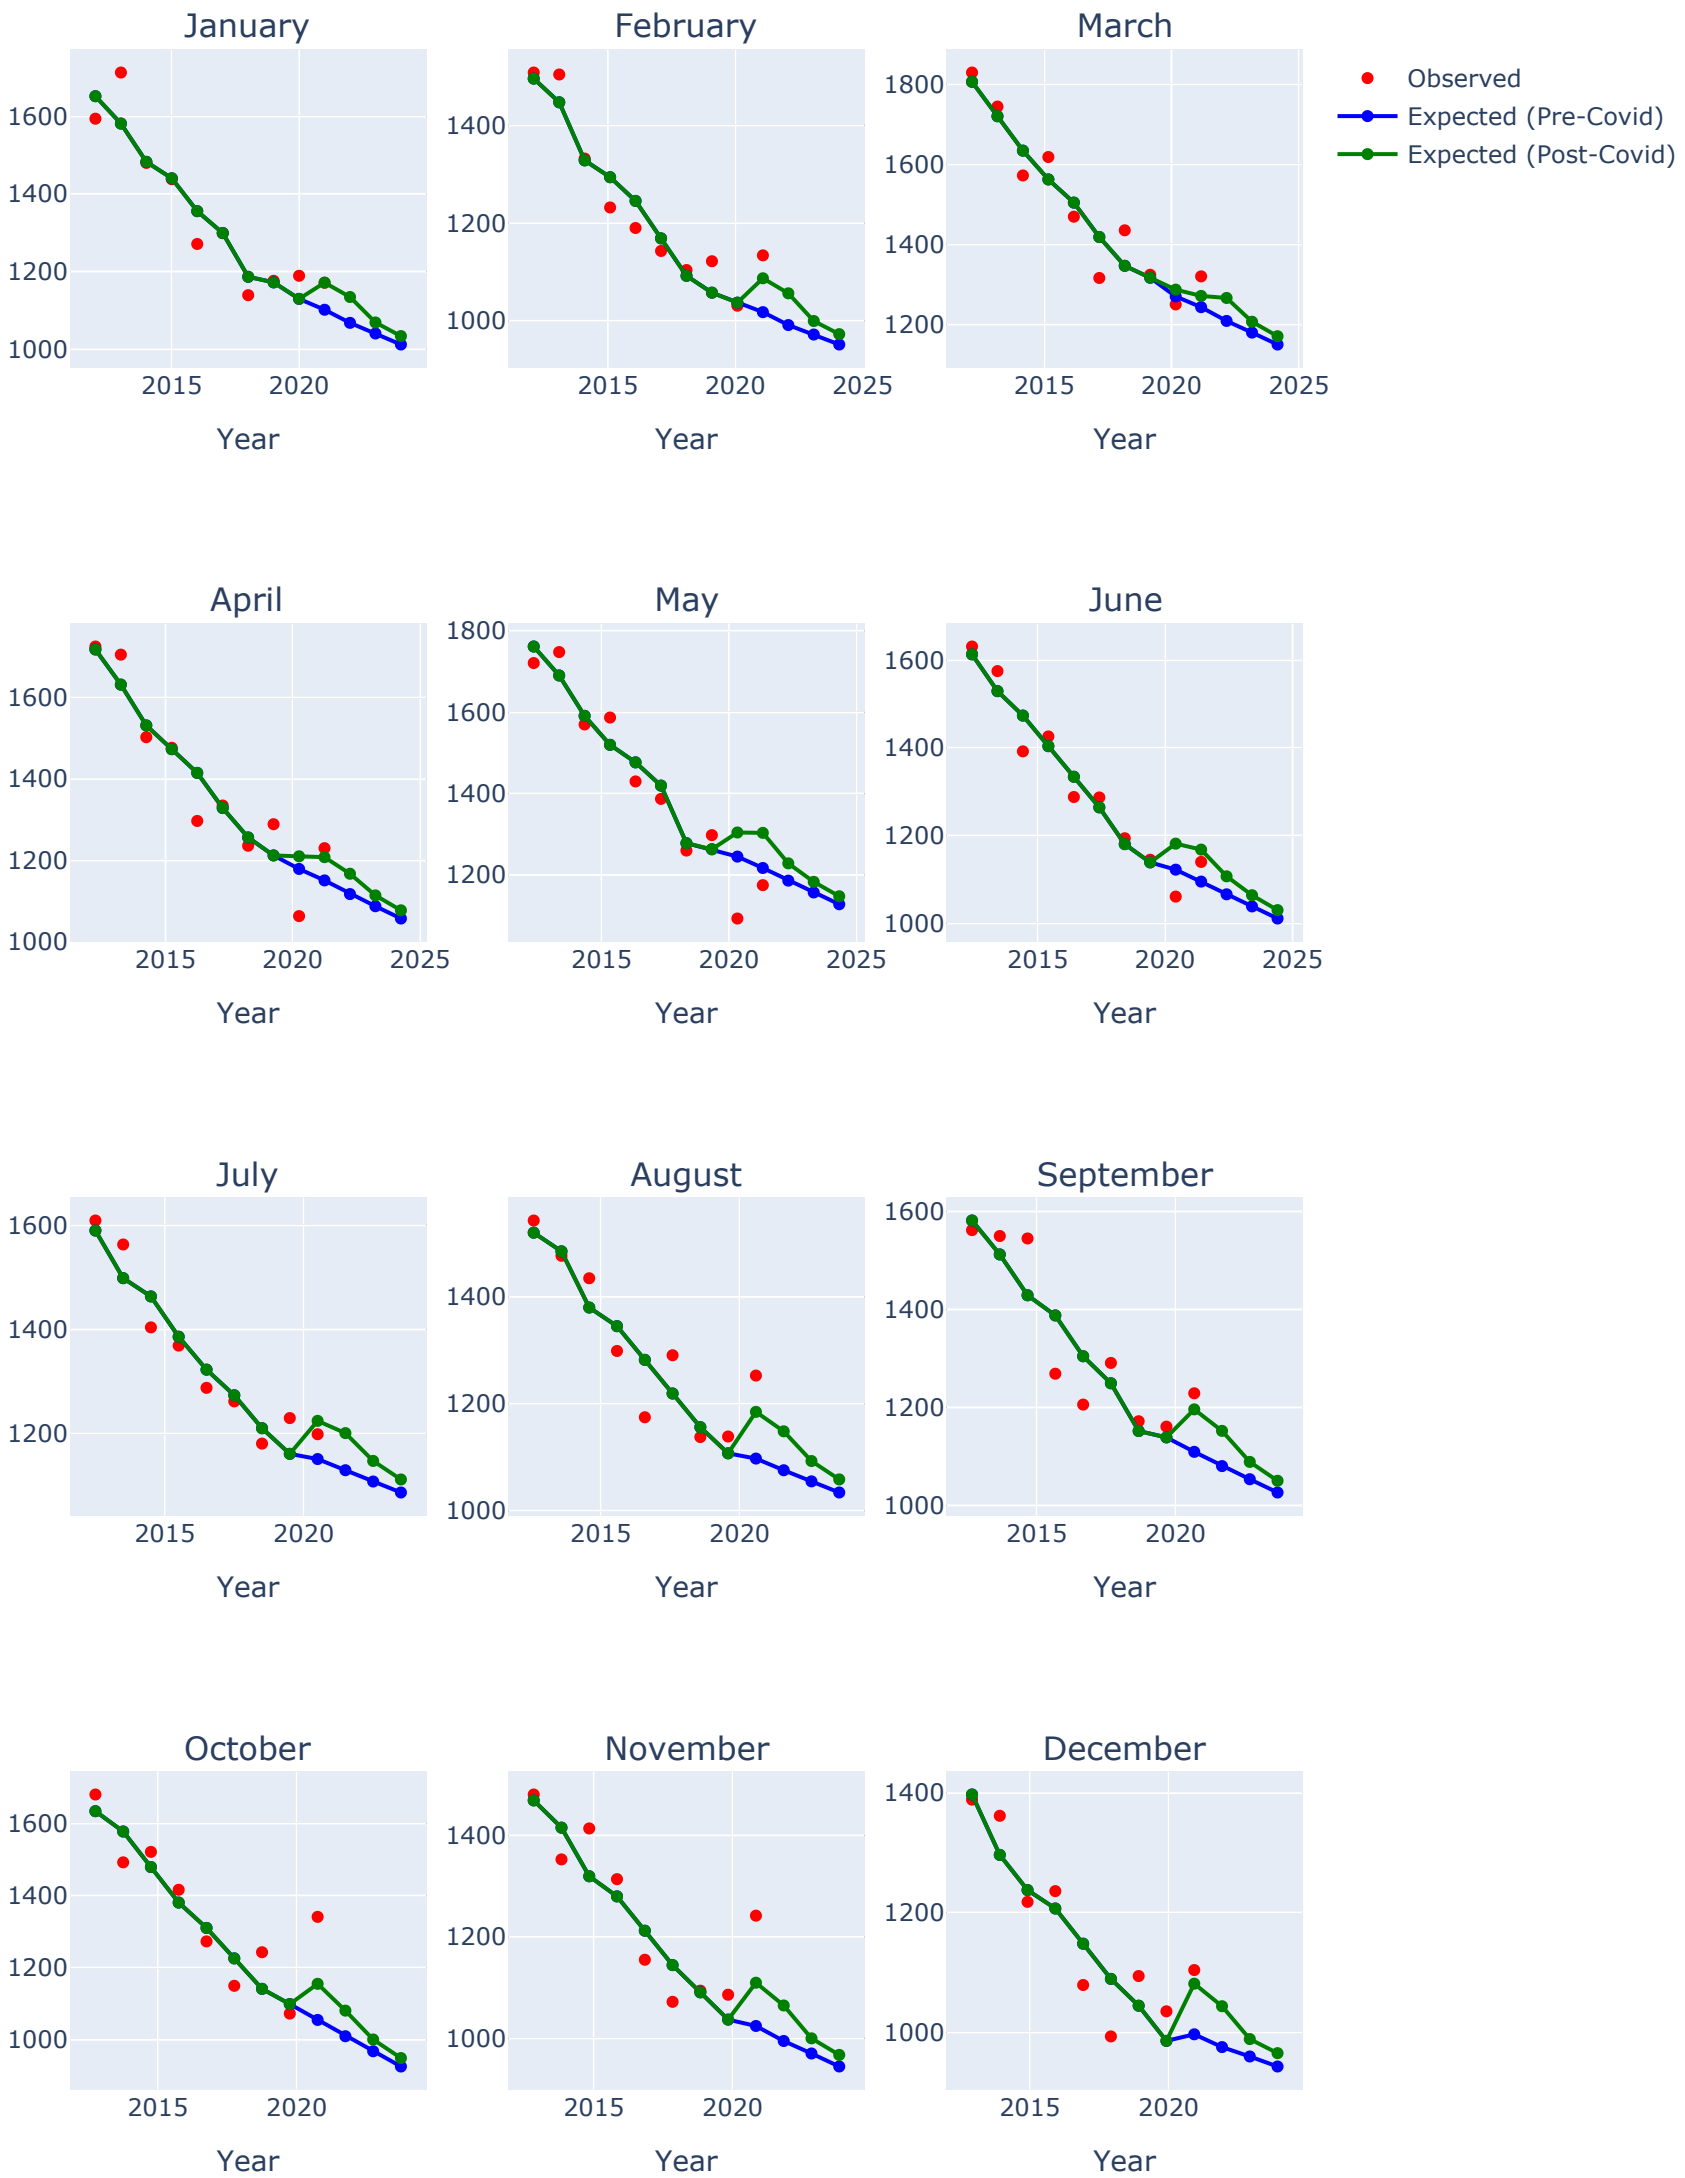 January
February
March
1600
1400
1200
1000
2015
2020
Year
1400
1200
1000
2015
2020
2025
Year
1800
1600
1400
1200
2015
2020
2025
Year
Observed
Expected (Pre-Covid)
Expected (Post-Covid)
April
May
June
1600
1400
1200
1000
2015
2020
2025
Year
1800
1600
1400
1200
2015
2020
2025
Year
1600
1400
1200
1000
2015
2020
2025
Year
July
August
September
1600
1400
1200
2015
2020
Year
1400
1200
1000
2015
2020
Year
1600
1400
1200
1000
2015
2020
Year
October
November
December
1600
1400
1200
1000
2015
2020
Year
1400
1200
1000
2015
2020
Year
1400
1200
1000
2015
2020
Year